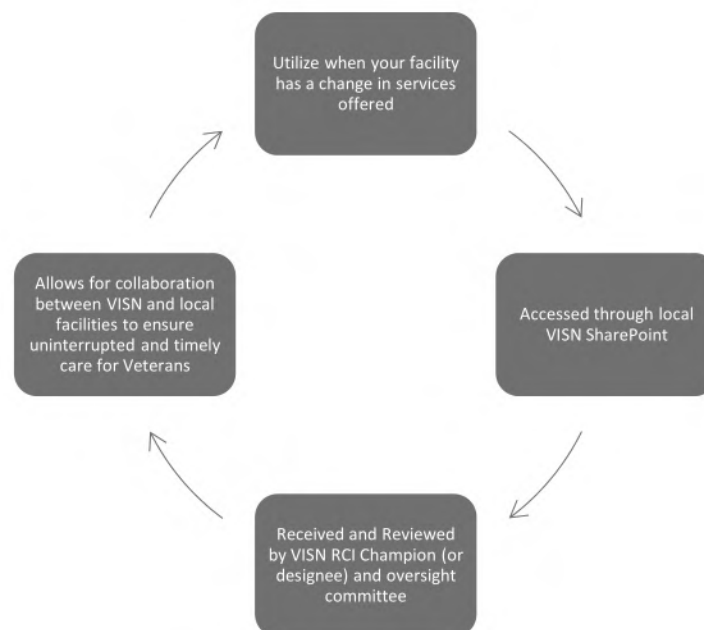 Utilize when your facility
has a change in services
offered
Accessed through local
VISN SharePoint
Received and Reviewed
by VISN RCI Champion (or
designee) and oversight
committee
Allows for collaboration
between VISN and local
facilities to ensure
uninterrupted and timely
care for Veterans